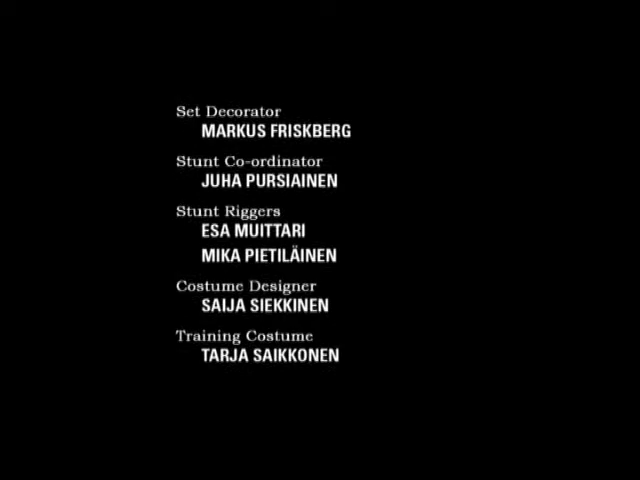 Set Decorator
MARKUS FRISKBERG
Stunt Co-ordinator
JUHA PURSIAINEN
Stunt Riggers
ESA MUITTARI
MIKA PIETILÄINEN
Costume Designer
SAIJA SIEKKINEN
Training Costume
TARJA SAIKKONEN